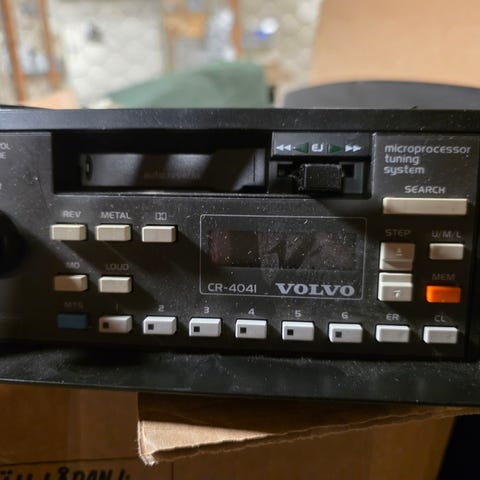 VOL
◄◄ ◄ EJ ► ►►
microprocessor
tuning
system
SEARCH
REV METAL
STEP U/M/L
MO LOUD
CR-4041 VOLVO
MEM
MTS 1 2 3 4 5 6 ER CL